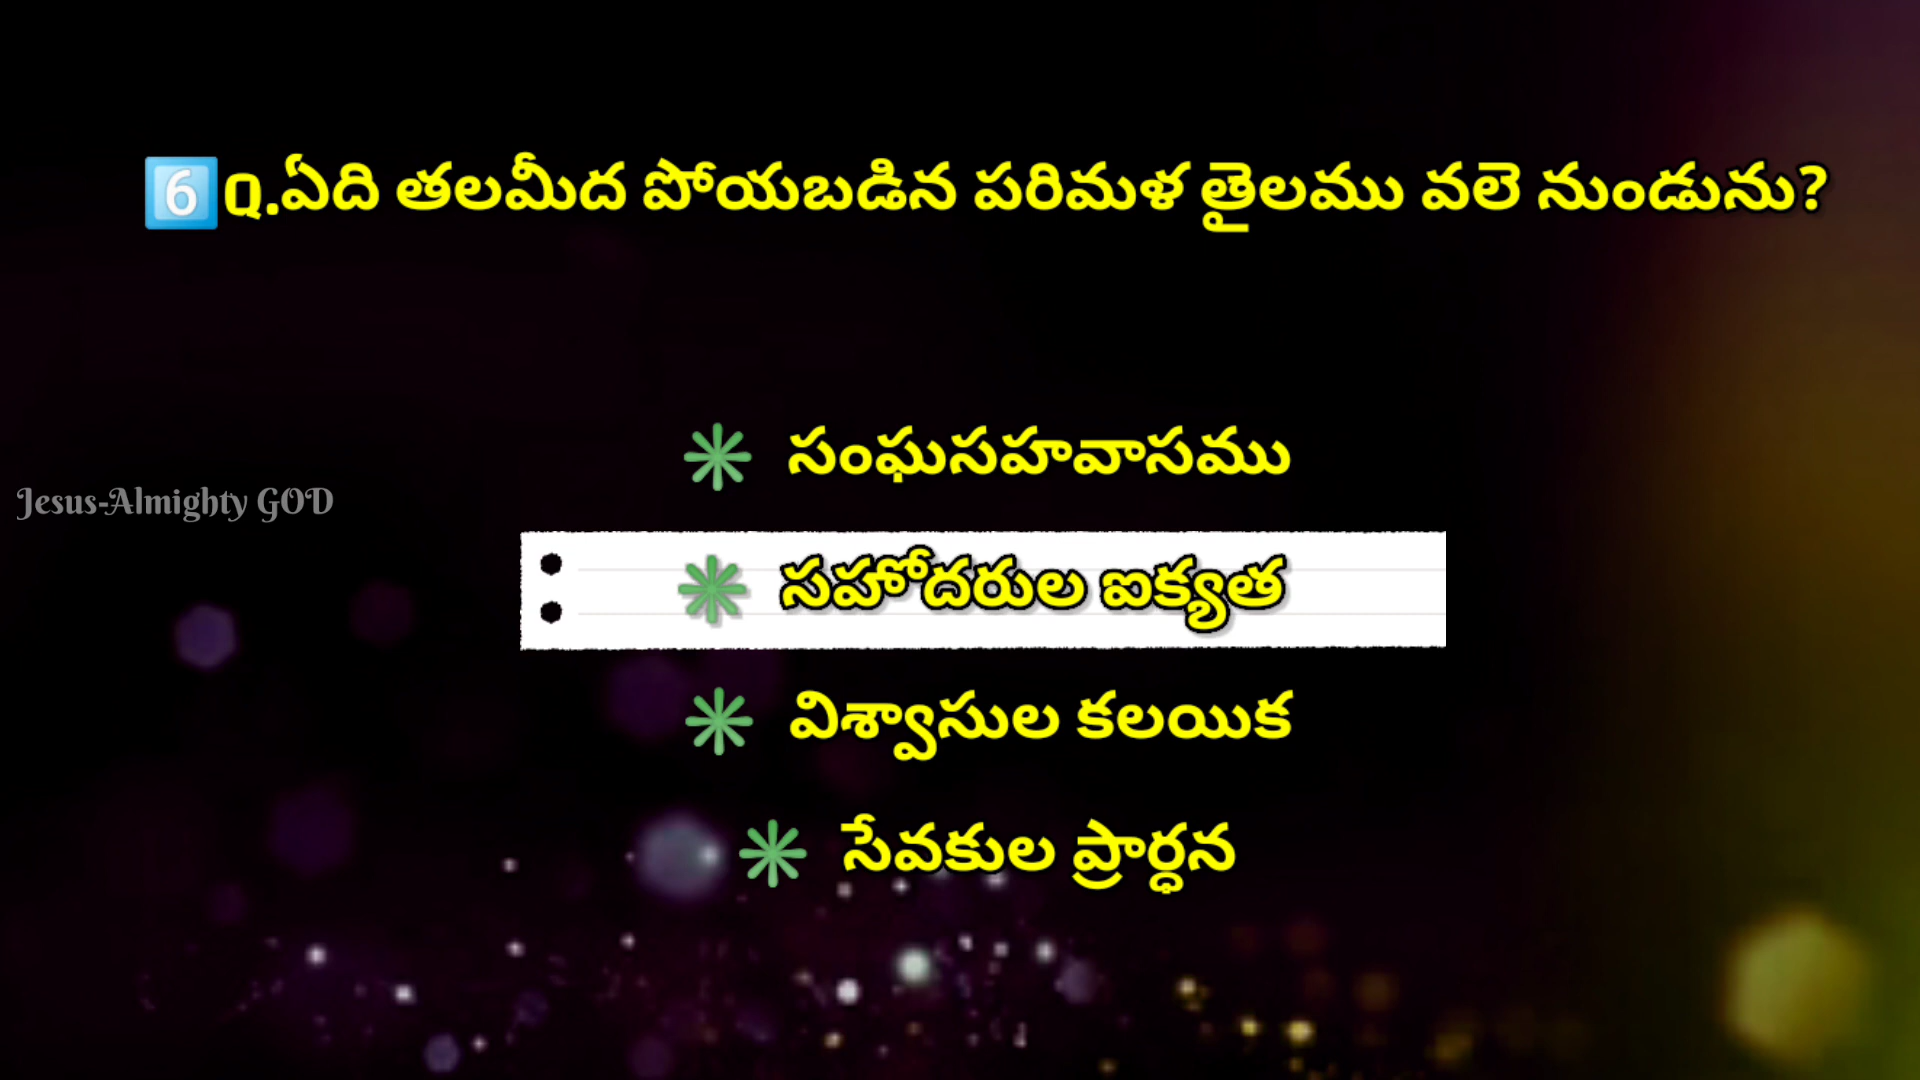 6️⃣Q.ఏది తలమీద పోయబడిన పరిమళ తైలము వలె నుండును?
✳ సంఘసహవాసము
Jesus-Almighty GOD
✳ సహోదరుల ఐక్యత
✳ విశ్వాసుల కలయిక
✳ సేవకుల ప్రార్ధన